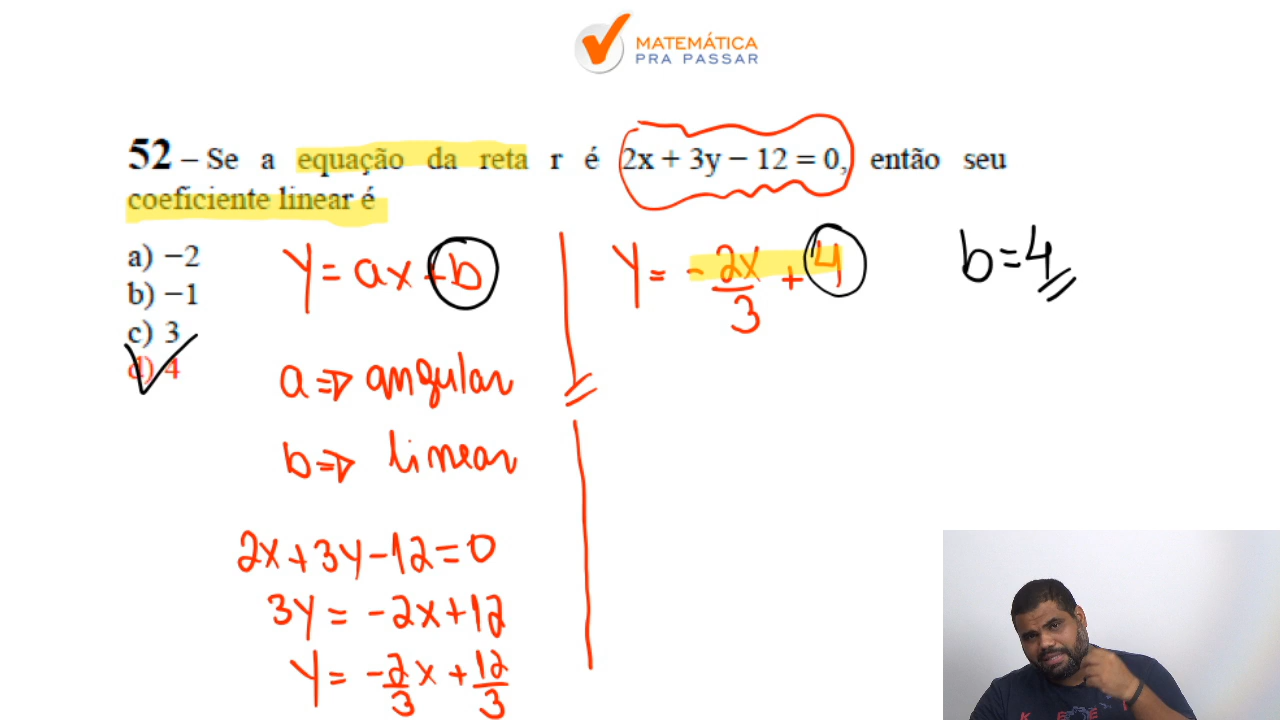 MATEMÁTICA
PRA PASSAR
52 – Se a equação da reta r é 2x + 3y − 12 = 0, então seu
coeficiente linear é
a) −2
b) −1
c) 3
d) 4
Y = ax + b
a ⇒ angular
b ⇒ linear
2x + 3y − 12 = 0
3y = −2x + 12
Y = −2/3 x + 12/3
Y = −2x/3 + 4
b = 4